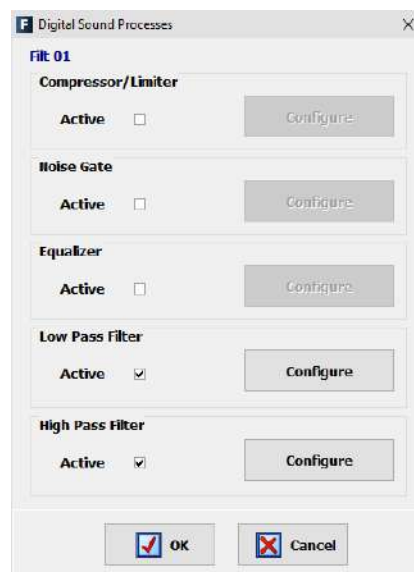 F Digital Sound Processes
Filt 01
Compressor/Limiter
Active Configure
Noise Gate
Active Configure
Equalizer
Active Configure
Low Pass Filter
Active Configure
High Pass Filter
Active Configure
OK Cancel